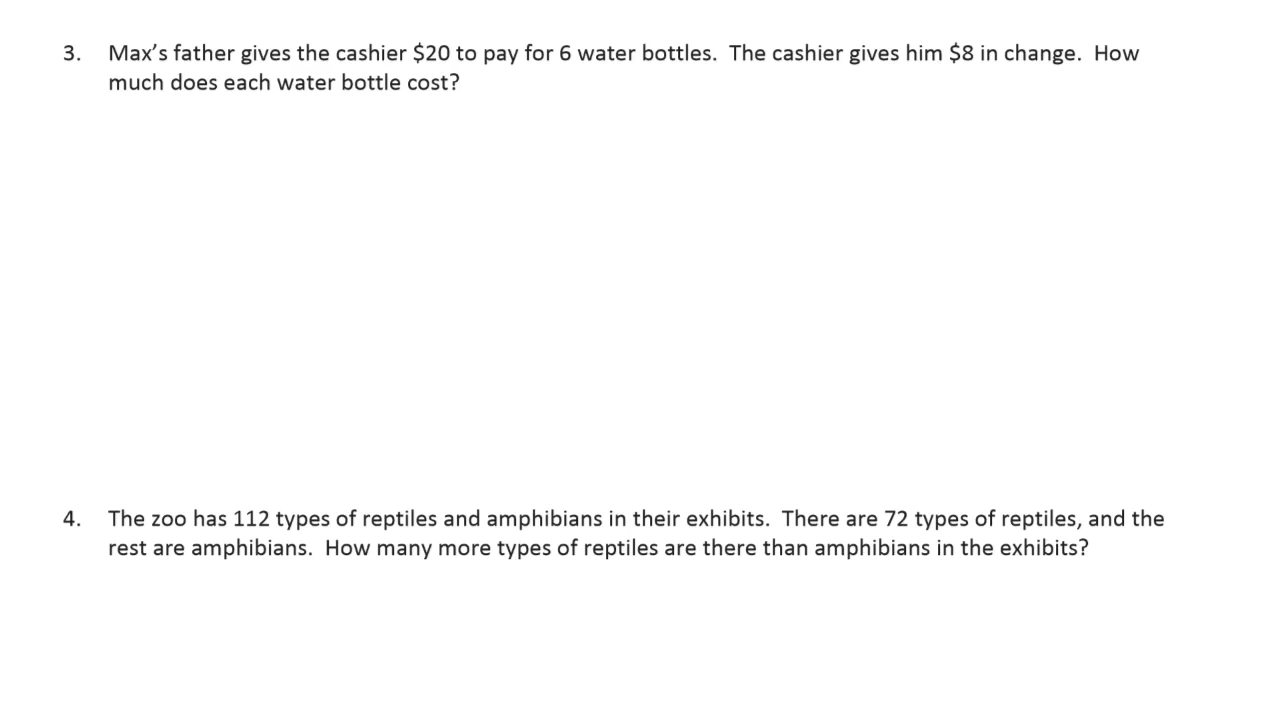 3. Max’s father gives the cashier $20 to pay for 6 water bottles. The cashier gives him $8 in change. How
much does each water bottle cost?
4. The zoo has 112 types of reptiles and amphibians in their exhibits. There are 72 types of reptiles, and the
rest are amphibians. How many more types of reptiles are there than amphibians in the exhibits?